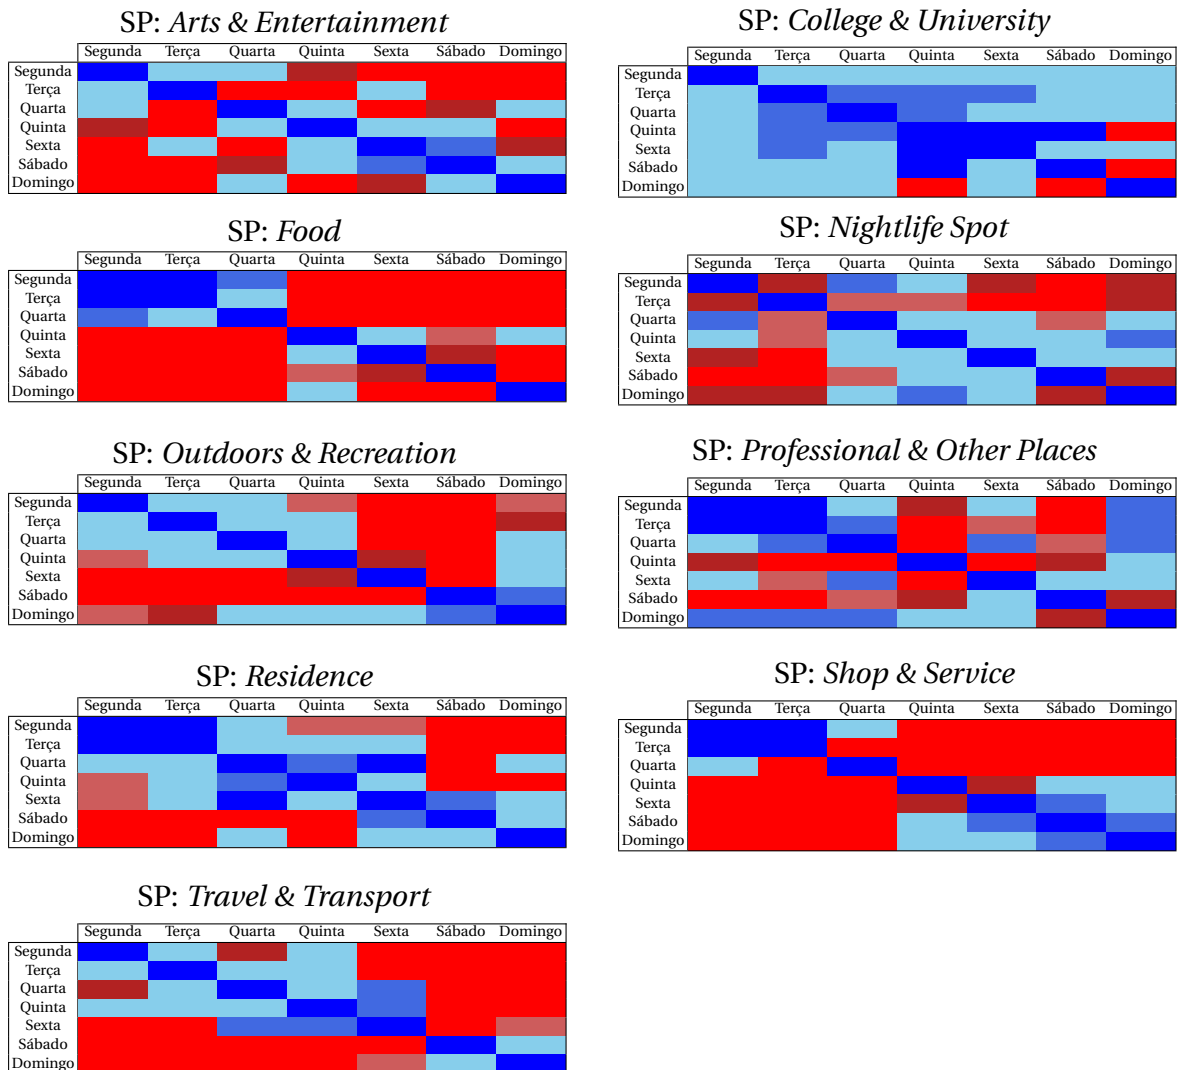 SP: Arts & Entertainment
Segunda Terça Quarta Quinta Sexta Sábado Domingo
Segunda
Terça
Quarta
Quinta
Sexta
Sábado
Domingo
SP: College & University
Segunda Terça Quarta Quinta Sexta Sábado Domingo
Segunda
Terça
Quarta
Quinta
Sexta
Sábado
Domingo
SP: Food
Segunda Terça Quarta Quinta Sexta Sábado Domingo
Segunda
Terça
Quarta
Quinta
Sexta
Sábado
Domingo
SP: Nightlife Spot
Segunda Terça Quarta Quinta Sexta Sábado Domingo
Segunda
Terça
Quarta
Quinta
Sexta
Sábado
Domingo
SP: Outdoors & Recreation
Segunda Terça Quarta Quinta Sexta Sábado Domingo
Segunda
Terça
Quarta
Quinta
Sexta
Sábado
Domingo
SP: Professional & Other Places
Segunda Terça Quarta Quinta Sexta Sábado Domingo
Segunda
Terça
Quarta
Quinta
Sexta
Sábado
Domingo
SP: Residence
Segunda Terça Quarta Quinta Sexta Sábado Domingo
Segunda
Terça
Quarta
Quinta
Sexta
Sábado
Domingo
SP: Shop & Service
Segunda Terça Quarta Quinta Sexta Sábado Domingo
Segunda
Terça
Quarta
Quinta
Sexta
Sábado
Domingo
SP: Travel & Transport
Segunda Terça Quarta Quinta Sexta Sábado Domingo
Segunda
Terça
Quarta
Quinta
Sexta
Sábado
Domingo